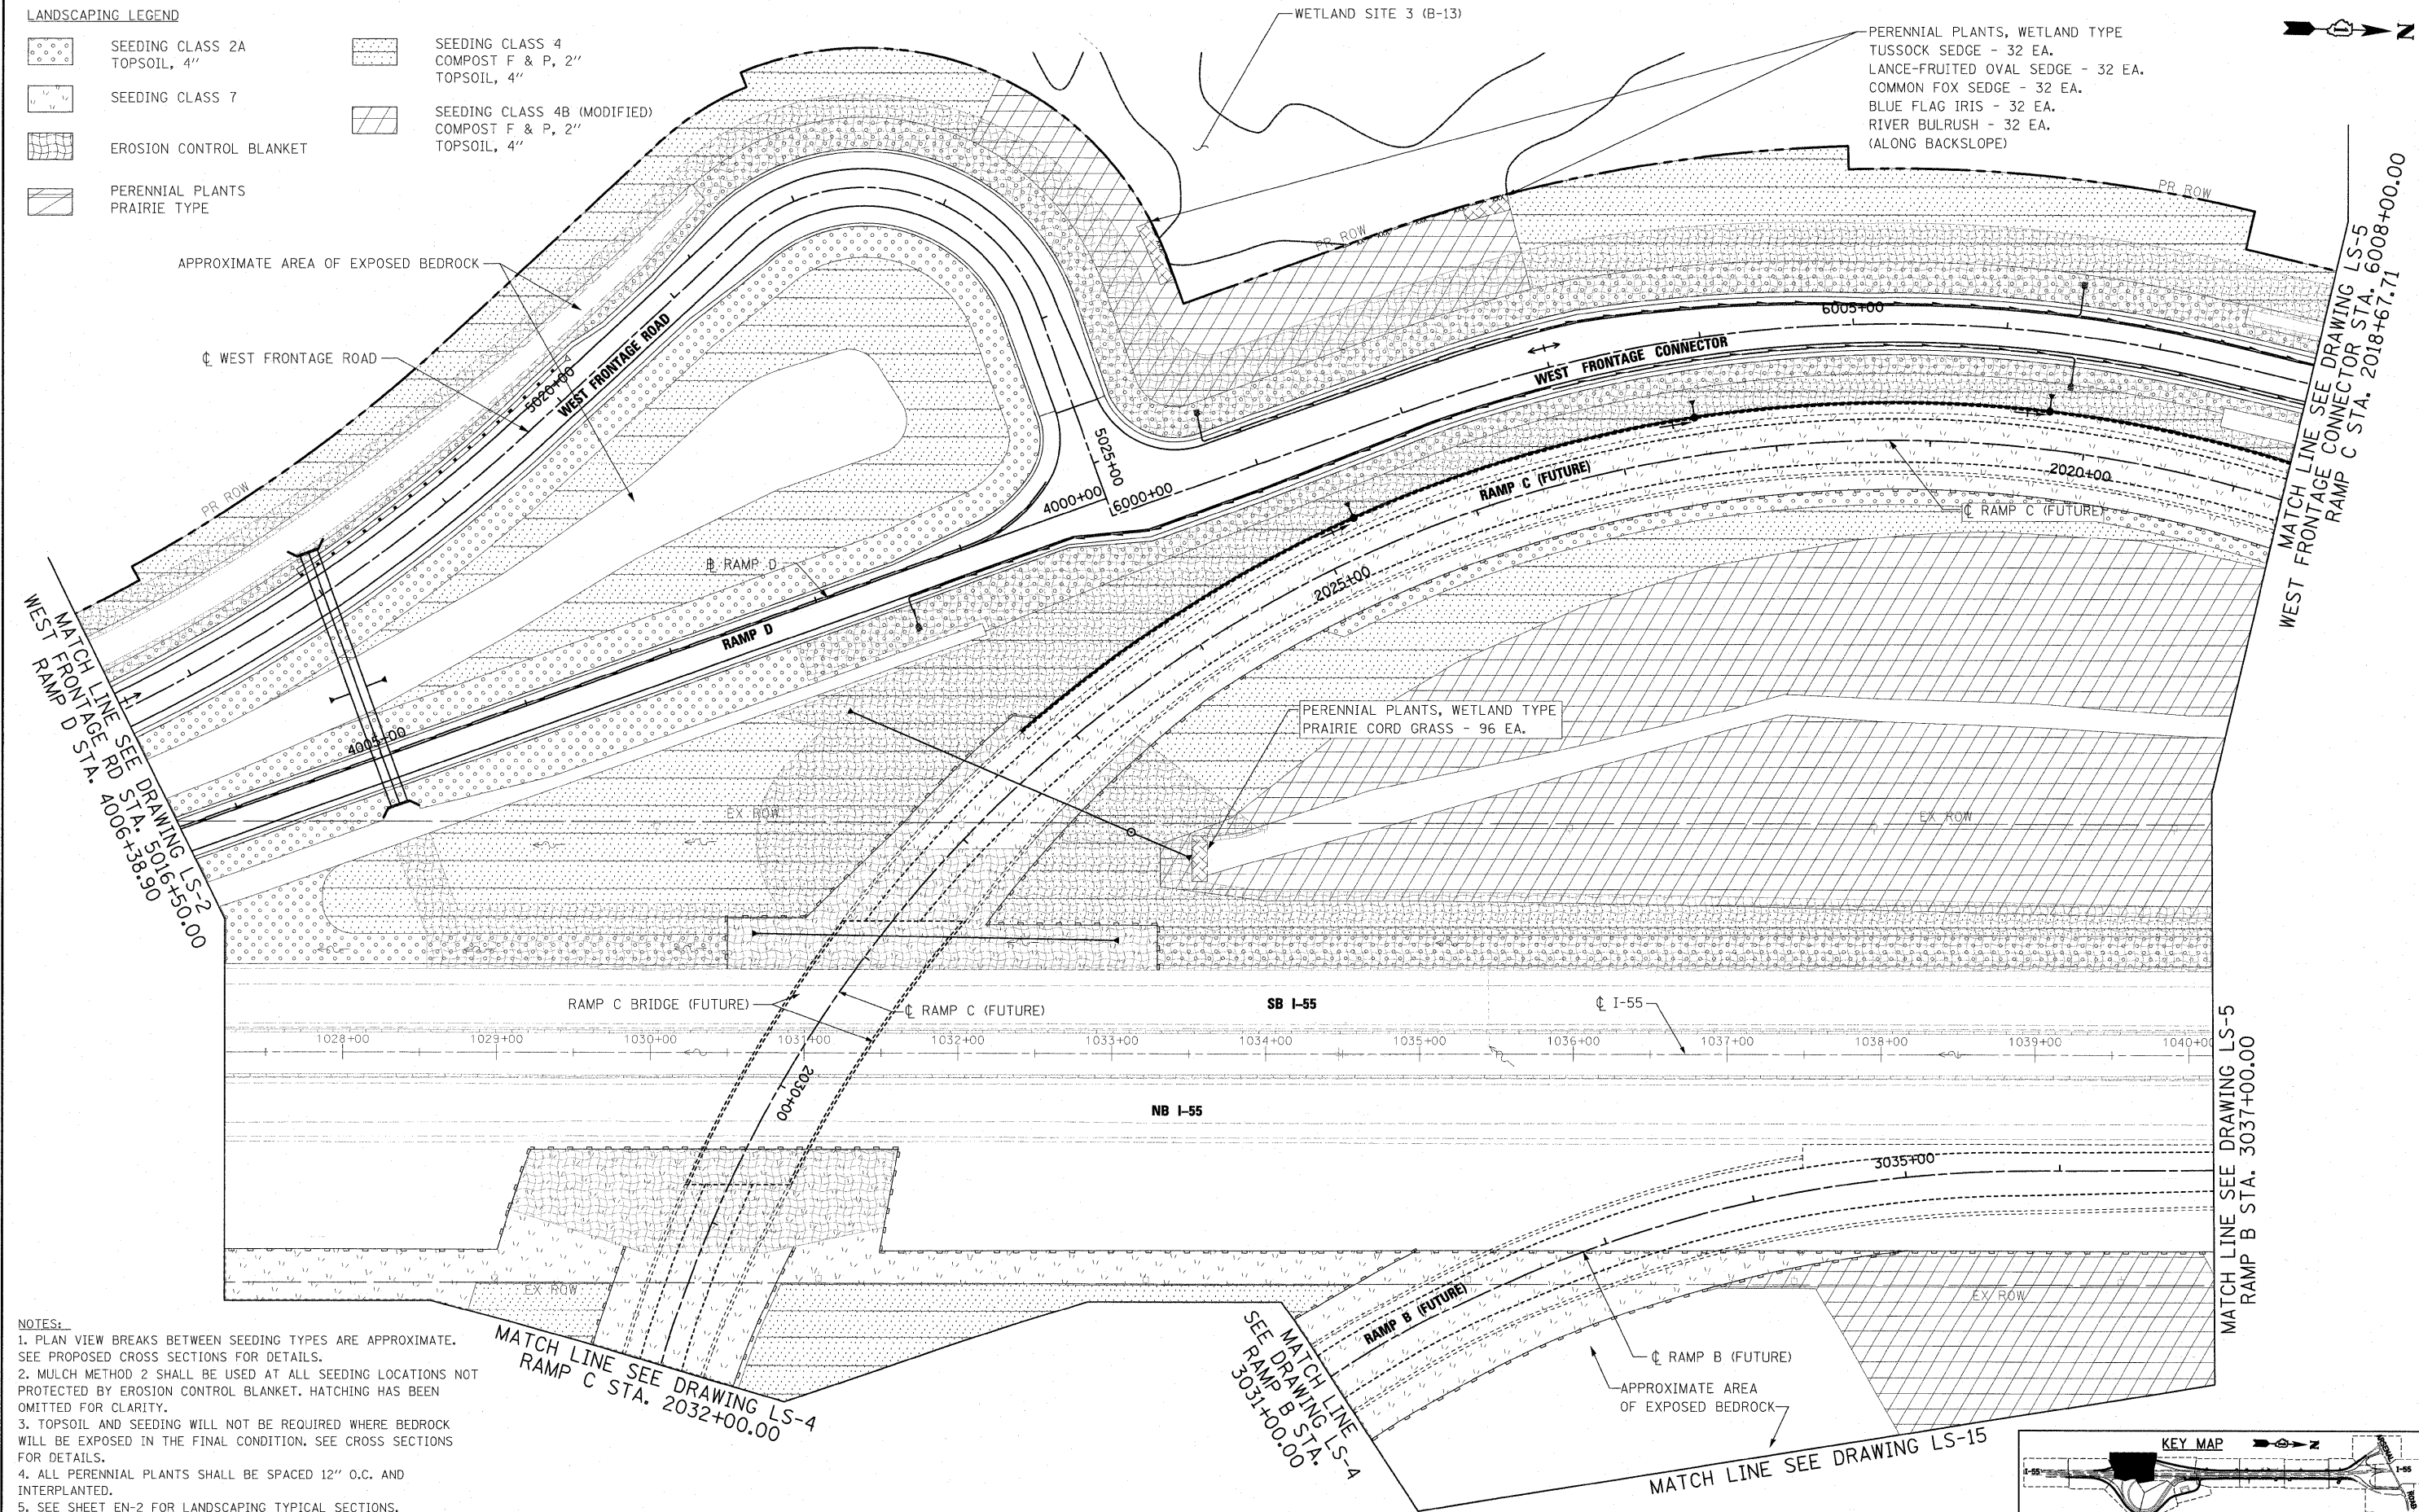 LANDSCAPING LEGEND
SEEDING CLASS 2A
TOPSOIL, 4"
SEEDING CLASS 7
EROSION CONTROL BLANKET
PERENNIAL PLANTS
PRAIRIE TYPE
SEEDING CLASS 4
COMPOST F & P, 2"
TOPSOIL, 4"
SEEDING CLASS 4B (MODIFIED)
COMPOST F & P, 2"
TOPSOIL, 4"
WETLAND SITE 3 (B-13)
PERENNIAL PLANTS, WETLAND TYPE
TUSSOCK SEDGE - 32 EA.
LANCE-FRUITED OVAL SEDGE - 32 EA.
COMMON FOX SEDGE - 32 EA.
BLUE FLAG IRIS - 32 EA.
RIVER BULRUSH - 32 EA.
(ALONG BACKSLOPE)
N
PR ROW
PR ROW
APPROXIMATE AREA OF EXPOSED BEDROCK
℄ WEST FRONTAGE ROAD
5020+00
WEST FRONTAGE ROAD
6005+00
WEST FRONTAGE CONNECTOR
MATCH LINE SEE DRAWING LS-5
WEST FRONTAGE CONNECTOR STA. 6008+00.00
RAMP C STA. 2018+67.71
PR ROW
5025+00
4000+00
6000+00
RAMP C (FUTURE)
2020+00
℄ RAMP C (FUTURE)
B RAMP D
2025+00
RAMP D
MATCH LINE SEE DRAWING LS-2
WEST FRONTAGE RD STA. 5016+50.00
RAMP D STA. 4006+38.90
4005+00
PERENNIAL PLANTS, WETLAND TYPE
PRAIRIE CORD GRASS - 96 EA.
EX ROW
EX ROW
RAMP C BRIDGE (FUTURE)
℄ RAMP C (FUTURE)
SB I-55
℄ I-55
1028+00
1029+00
1030+00
1031+00
1032+00
1033+00
1034+00
1035+00
1036+00
1037+00
1038+00
1039+00
1040+00
2030+00
NB I-55
MATCH LINE SEE DRAWING LS-5
RAMP B STA. 3037+00.00
3035+00
EX ROW
EX ROW
RAMP B (FUTURE)
℄ RAMP B (FUTURE)
APPROXIMATE AREA
OF EXPOSED BEDROCK
MATCH LINE SEE DRAWING LS-4
RAMP C STA. 2032+00.00
MATCH LINE
SEE DRAWING LS-4
RAMP B STA.
3031+00.00
MATCH LINE SEE DRAWING LS-15
NOTES:
1. PLAN VIEW BREAKS BETWEEN SEEDING TYPES ARE APPROXIMATE.
SEE PROPOSED CROSS SECTIONS FOR DETAILS.
2. MULCH METHOD 2 SHALL BE USED AT ALL SEEDING LOCATIONS NOT
PROTECTED BY EROSION CONTROL BLANKET. HATCHING HAS BEEN
OMITTED FOR CLARITY.
3. TOPSOIL AND SEEDING WILL NOT BE REQUIRED WHERE BEDROCK
WILL BE EXPOSED IN THE FINAL CONDITION. SEE CROSS SECTIONS
FOR DETAILS.
4. ALL PERENNIAL PLANTS SHALL BE SPACED 12" O.C. AND
INTERPLANTED.
5. SEE SHEET EN-2 FOR LANDSCAPING TYPICAL SECTIONS.
KEY MAP
N
I-55
I-55
ARSENAL
ROAD